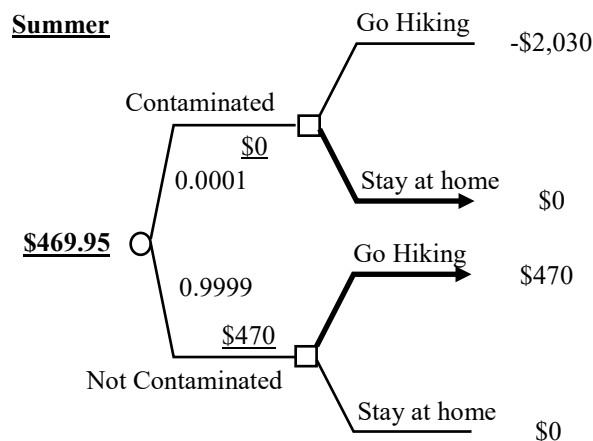 Summer
Go Hiking
-$2,030
Contaminated
$0
0.0001
Stay at home
$0
$469.95
Go Hiking
$470
0.9999
$470
Not Contaminated
Stay at home
$0